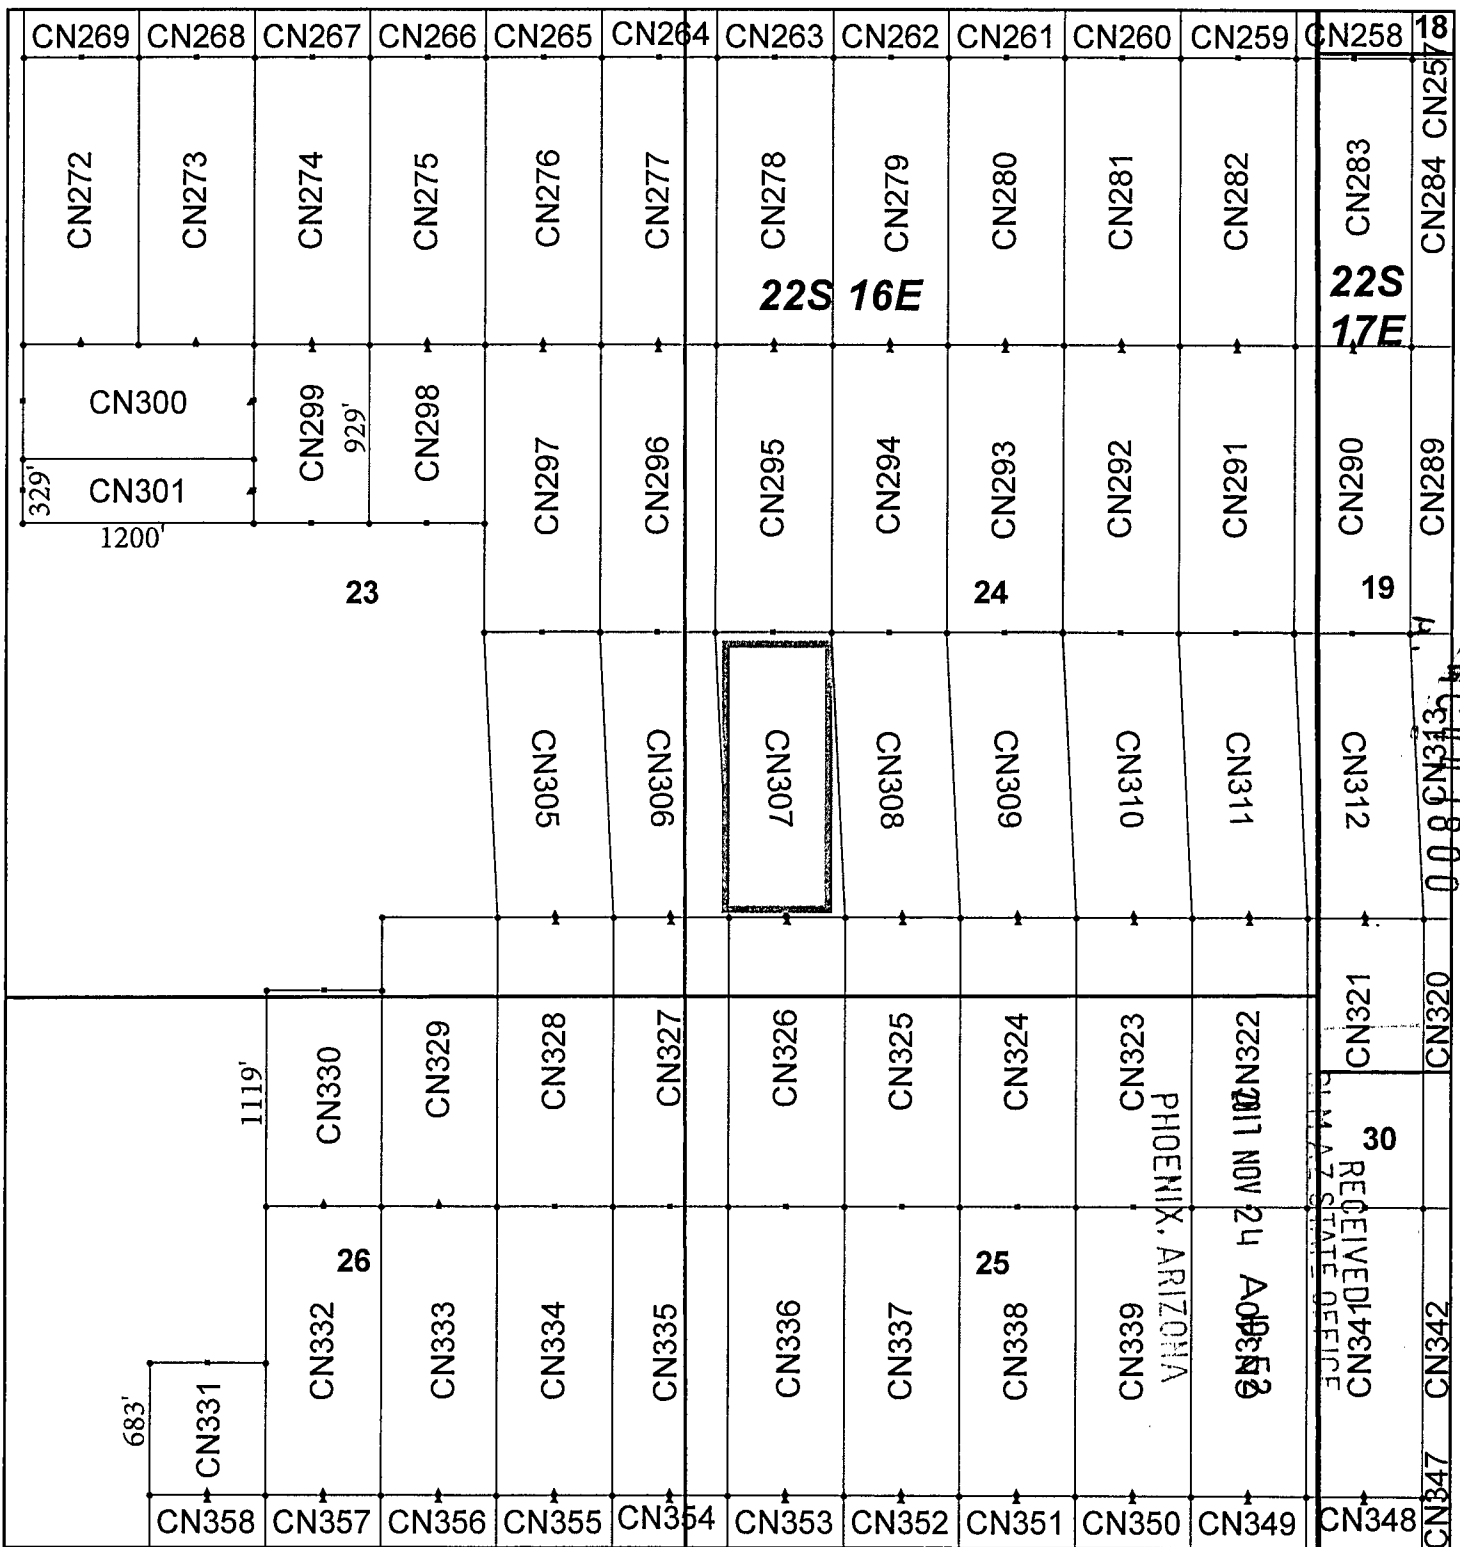 CN269 CN268 CN267 CN266 CN265 CN264 CN263 CN262 CN261 CN260 CN259 CN258 18
CN257
CN272 CN273 CN274 CN275 CN276 CN277 CN278 CN279 CN280 CN281 CN282 CN283 CN284
22S 16E
22S
17E
CN300 CN299 929' CN298 CN297 CN296 CN295 CN294 CN293 CN292 CN291 CN290 CN289
329' CN301
1200'
23 24 19
CN305 CN306 CN307 CN308 CN309 CN310 CN311 CN312 CN313
1119' CN330 CN329 CN328 CN327 CN326 CN325 CN324 CN323 CN322 CN321 CN320
30
26 25
RECEIVED
STATE OFFICE
2017 NOV 24 A 10:52
PHOENIX, ARIZONA
683' CN331 CN332 CN333 CN334 CN335 CN336 CN337 CN338 CN339 CN341 CN342
CN358 CN357 CN356 CN355 CN354 CN353 CN352 CN351 CN350 CN349 CN348 CN347